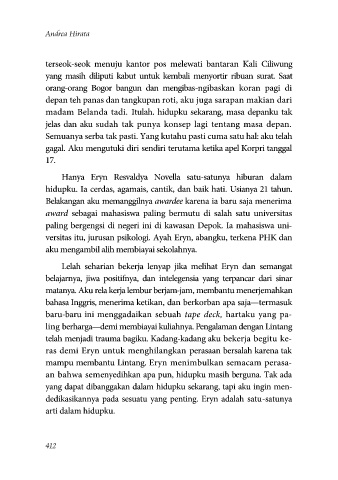 Andrea Hirata
terseok-seok menuju kantor pos melewati bantaran Kali Ciliwung
yang masih diliputi kabut untuk kembali menyortir ribuan surat. Saat
orang-orang Bogor bangun dan mengibas-ngibaskan koran pagi di
depan teh panas dan tangkupan roti, aku juga sarapan makian dari
madam Belanda tadi. Itulah, hidupku sekarang, masa depanku tak
jelas dan aku sudah tak punya konsep lagi tentang masa depan.
Semuanya serba tak pasti. Yang kutahu pasti cuma satu hal: aku telah
gagal. Aku mengutuki diri sendiri terutama ketika apel Korpri tanggal
17.
Hanya Eryn Resvaldya Novella satu-satunya hiburan dalam
hidupku. Ia cerdas, agamais, cantik, dan baik hati. Usianya 21 tahun.
Belakangan aku memanggilnya awardee karena ia baru saja menerima
award sebagai mahasiswa paling bermutu di salah satu universitas
paling bergengsi di negeri ini di kawasan Depok. Ia mahasiswa uni-
versitas itu, jurusan psikologi. Ayah Eryn, abangku, terkena PHK dan
aku mengambil alih membiayai sekolahnya.
Lelah seharian bekerja lenyap jika melihat Eryn dan semangat
belajarnya, jiwa positifnya, dan intelegensia yang terpancar dari sinar
matanya. Aku rela kerja lembur berjam-jam, membantu menerjemahkan
bahasa Inggris, menerima ketikan, dan berkorban apa saja—termasuk
baru-baru ini menggadaikan sebuah tape deck, hartaku yang pa-
ling berharga—demi membiayai kuliahnya. Pengalaman dengan Lintang
telah menjadi trauma bagiku. Kadang-kadang aku bekerja begitu ke-
ras demi Eryn untuk menghilangkan perasaan bersalah karena tak
mampu membantu Lintang. Eryn menimbulkan semacam perasa-
an bahwa semenyedihkan apa pun, hidupku masih berguna. Tak ada
yang dapat dibanggakan dalam hidupku sekarang, tapi aku ingin men-
dedikasikannya pada sesuatu yang penting. Eryn adalah satu-satunya
arti dalam hidupku.
412